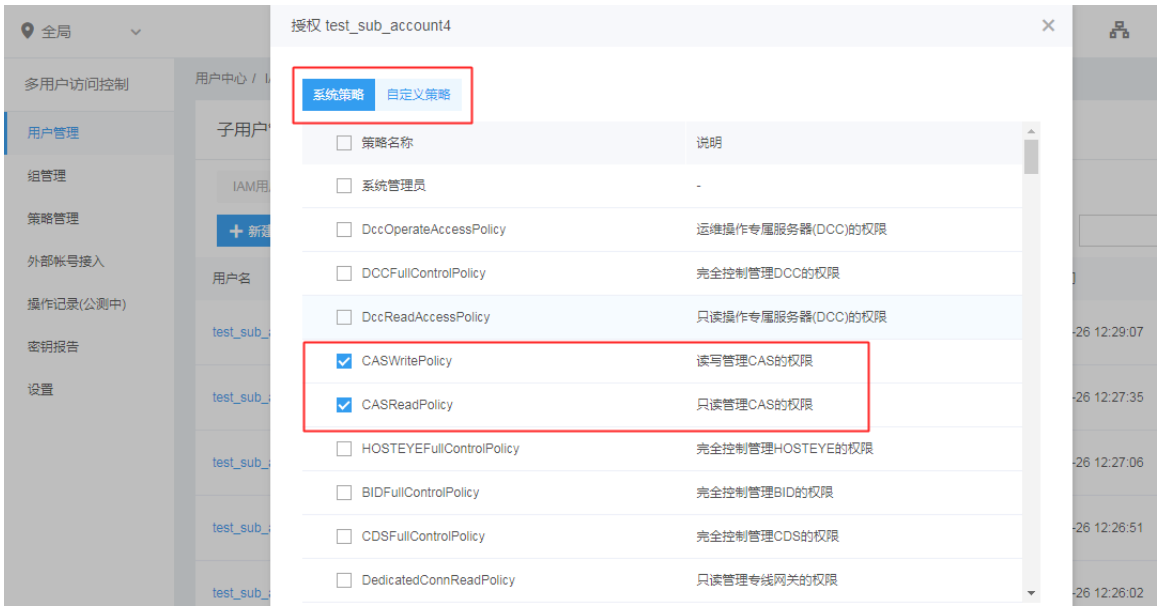 全局
授权 test_sub_account4
多用户访问控制
用户中心 /
系统策略 自定义策略
用户管理
子用户
策略名称 说明
组管理
IAM用
系统管理员 -
策略管理
新建
DccOperateAccessPolicy 运维操作专属服务器(DCC)的权限
外部帐号接入
用户名
DCCFullControlPolicy 完全控制管理DCC的权限
操作记录(公测中)
DccReadAccessPolicy 只读操作专属服务器(DCC)的权限
test_sub_ -26 12:29:07
密钥报告
CASWritePolicy 读写管理CAS的权限
设置
test_sub_ -26 12:27:35
CASReadPolicy 只读管理CAS的权限
HOSTEYEFullControlPolicy 完全控制管理HOSTEYE的权限
test_sub_ -26 12:27:06
BIDFullControlPolicy 完全控制管理BID的权限
test_sub_ -26 12:26:51
CDSFullControlPolicy 完全控制管理CDS的权限
DedicatedConnReadPolicy 只读管理专线网关的权限
test_sub_ -26 12:26:02